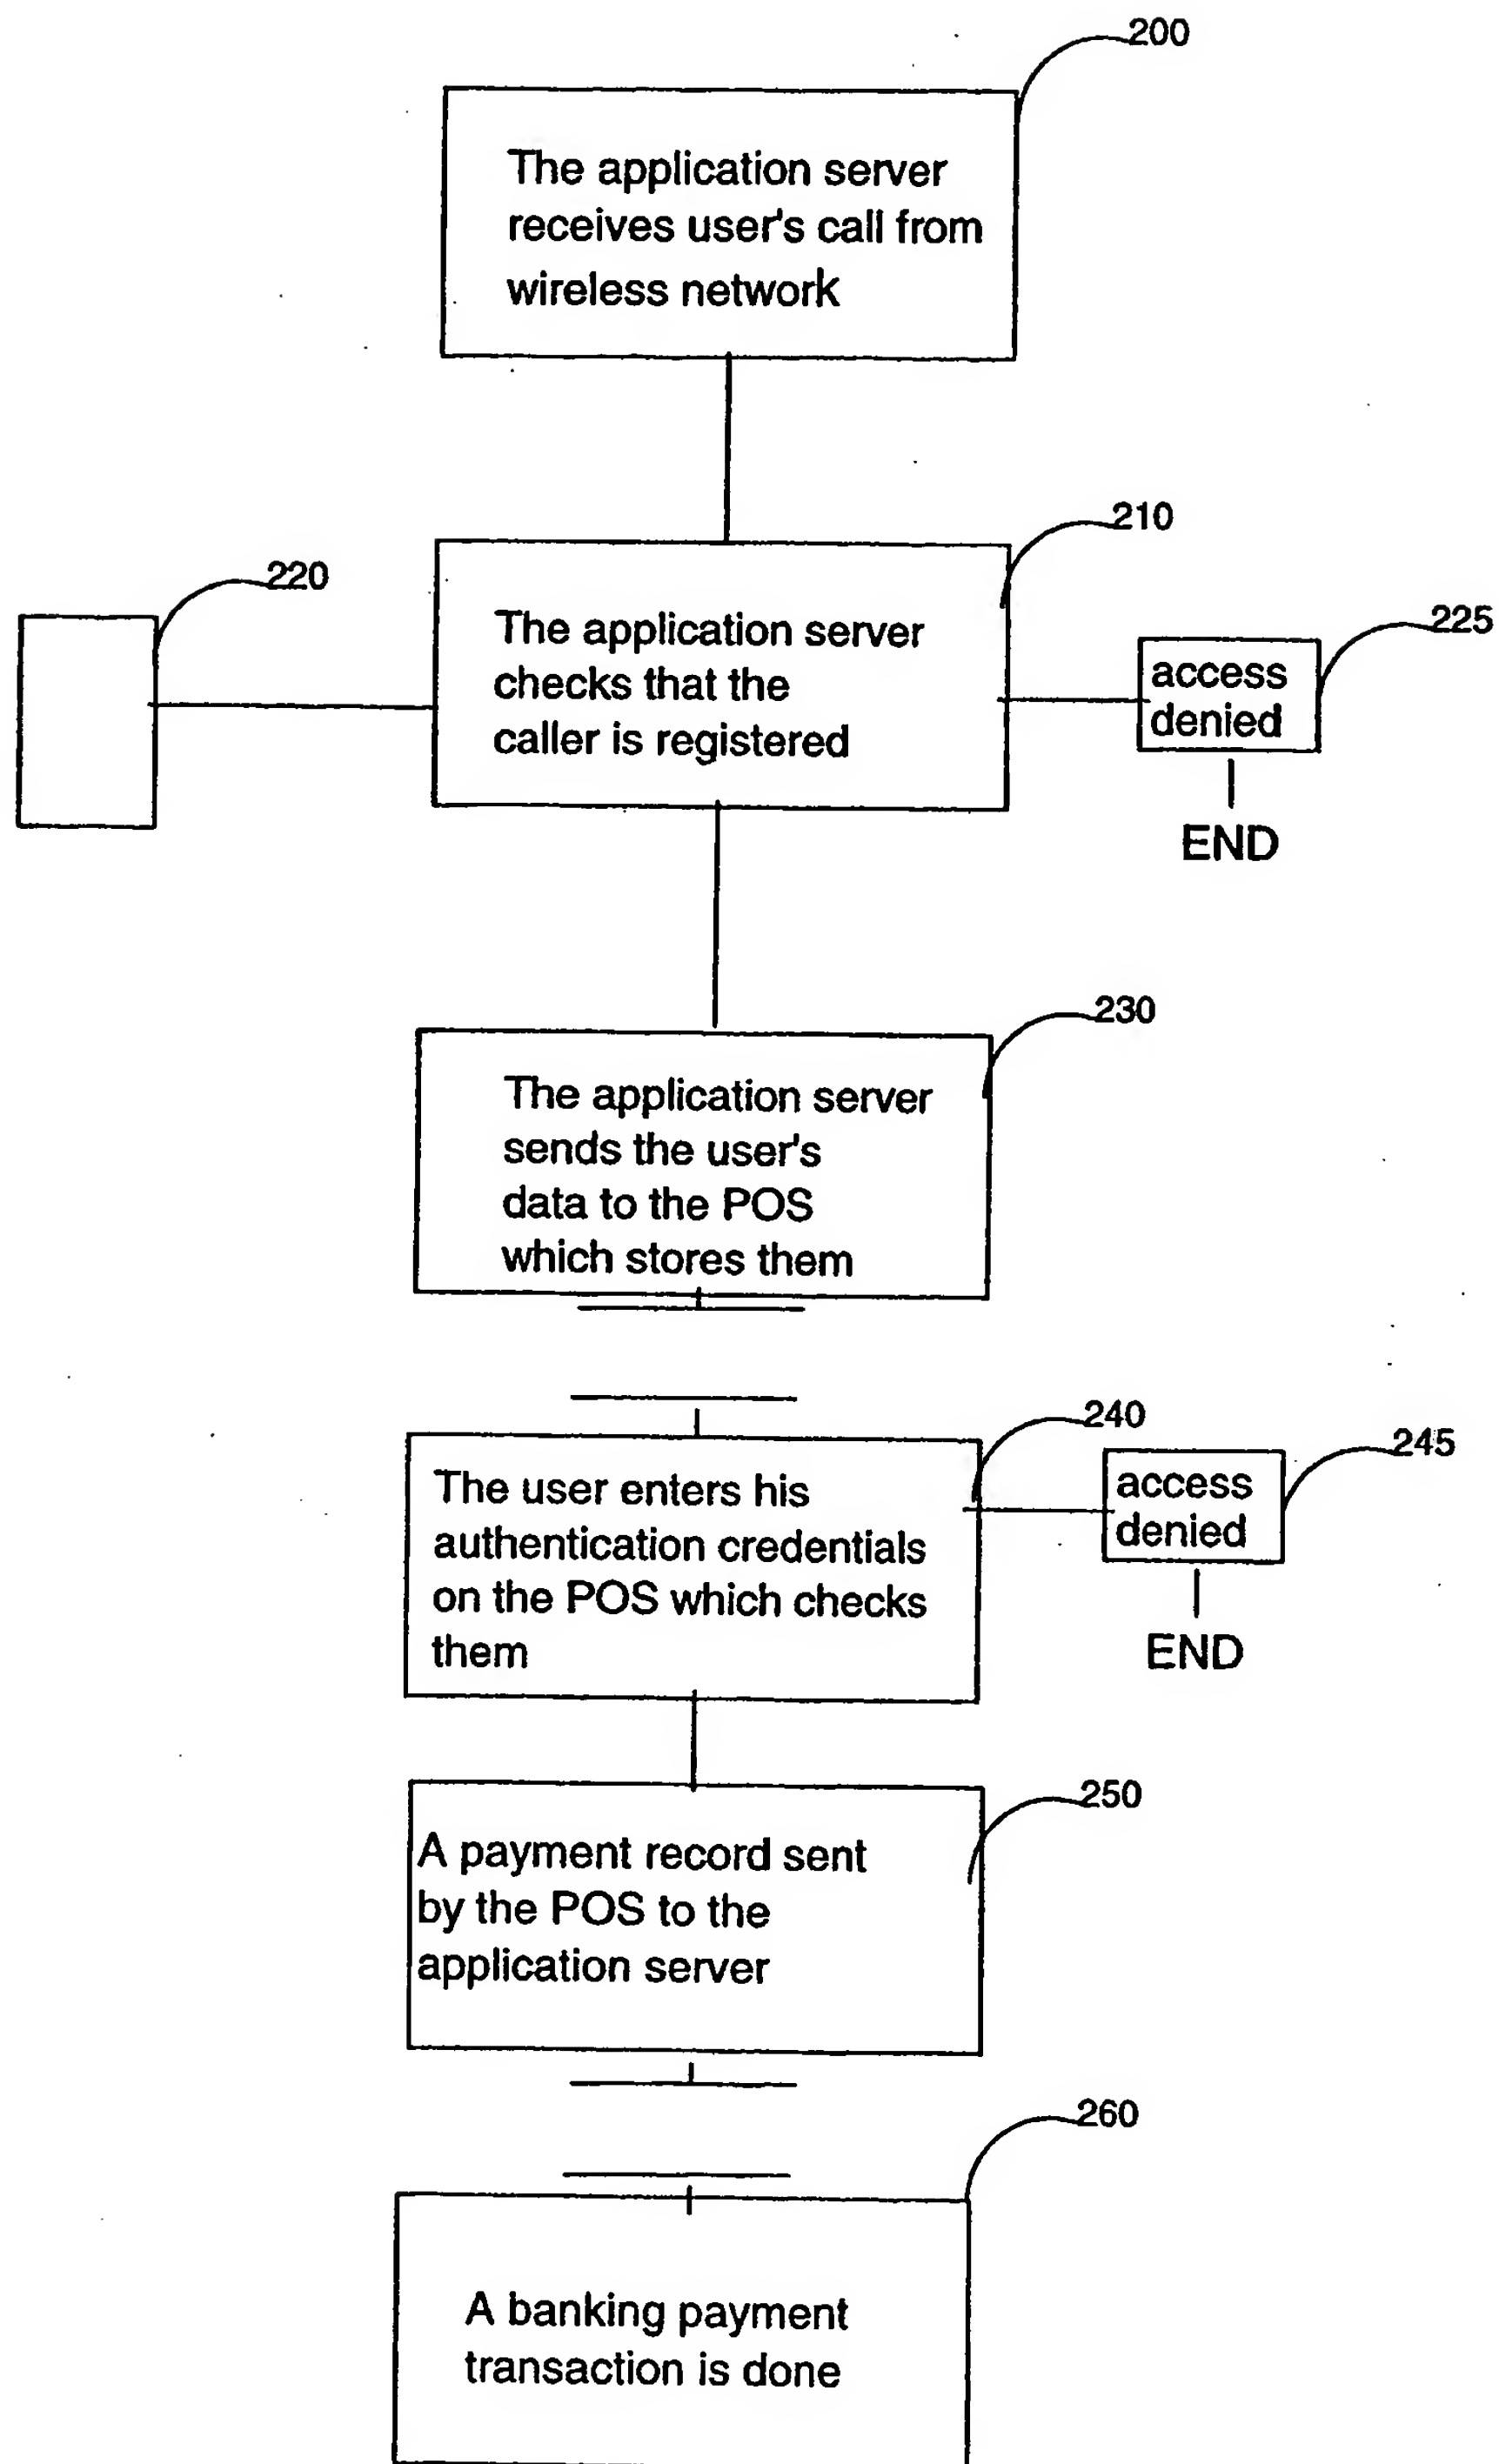 200
The application server
receives user's call from
wireless network
210
220
The application server
checks that the
caller is registered
225
access
denied
END
230
The application server
sends the user's
data to the POS
which stores them
240
The user enters his
authentication credentials
on the POS which checks
them
245
access
denied
END
250
A payment record sent
by the POS to the
application server
260
A banking payment
transaction is done